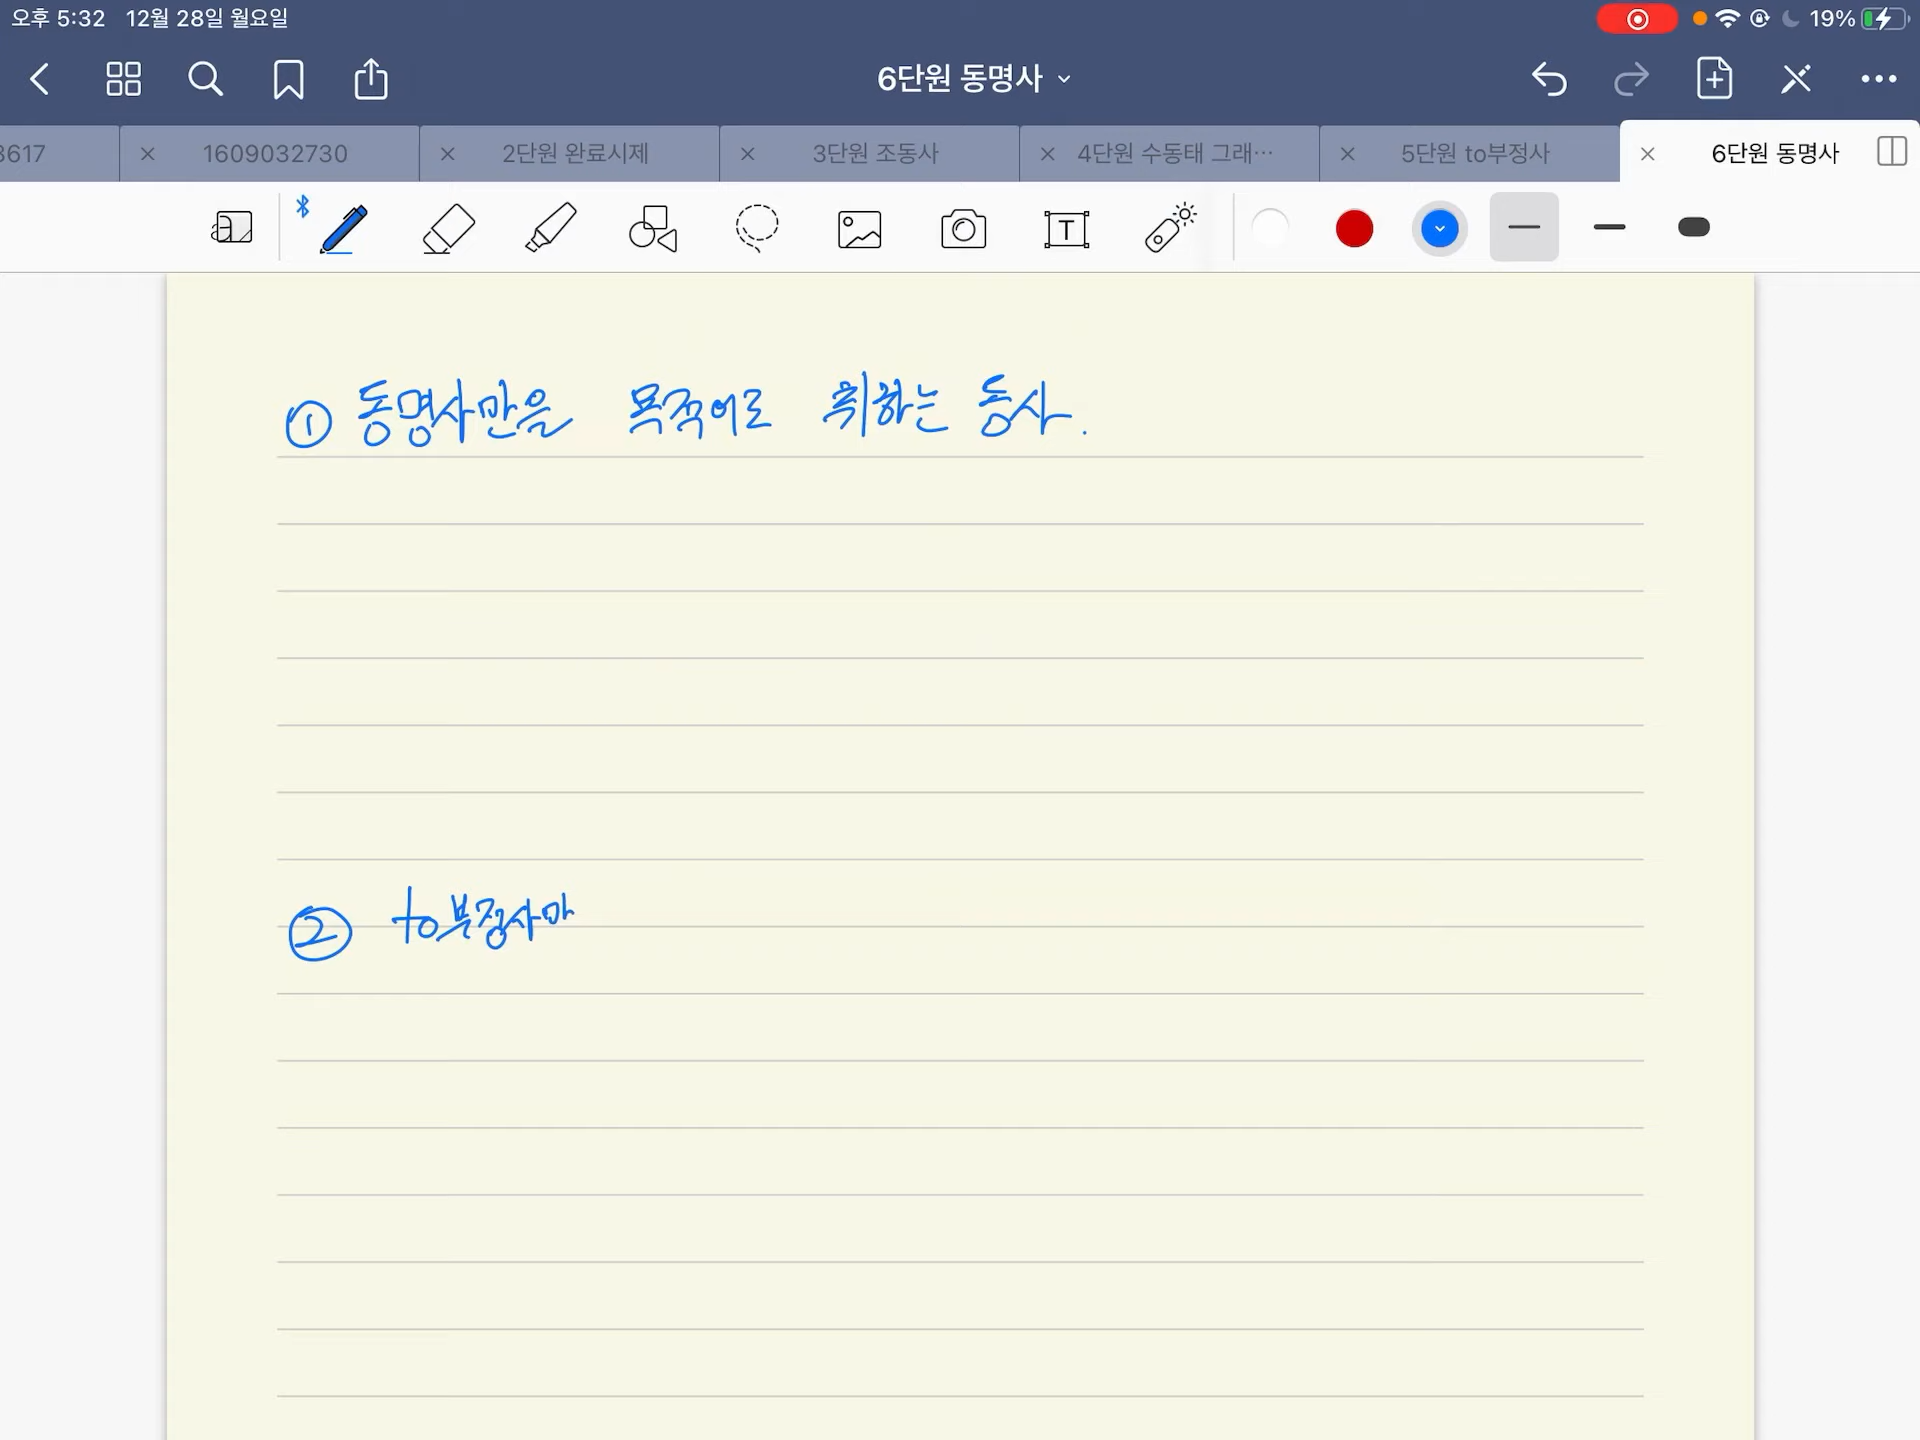 오후 5:32 12월 28일 월요일 19%
6단원 동명사
3617 1609032730 2단원 완료시제 3단원 조동사 4단원 수동태 그래… 5단원 to부정사 6단원 동명사
① 동명사만을 목적어로 취하는 동사.
② to부정사마